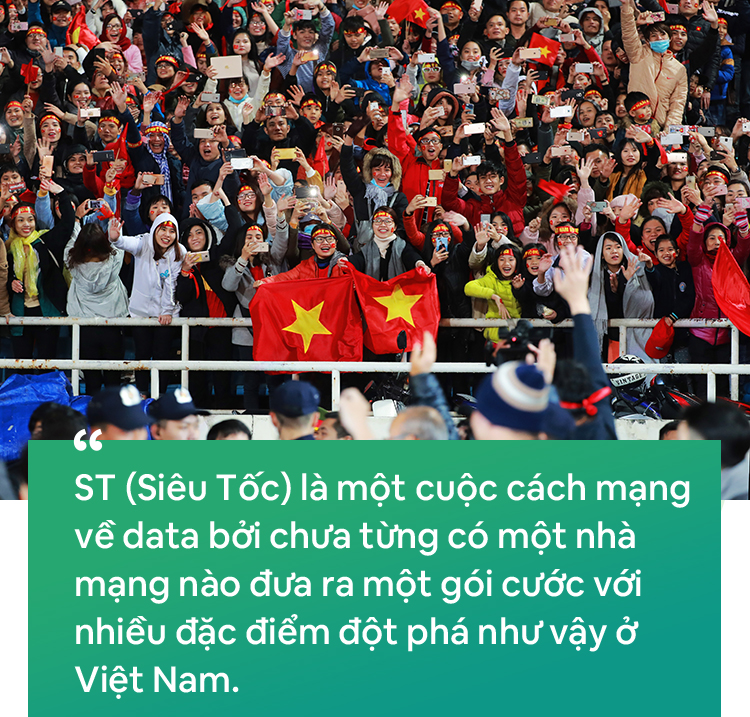 “
ST (Siêu Tốc) là một cuộc cách mạng
về data bởi chưa từng có một nhà
mạng nào đưa ra một gói cước với
nhiều đặc điểm đột phá như vậy ở
Việt Nam.